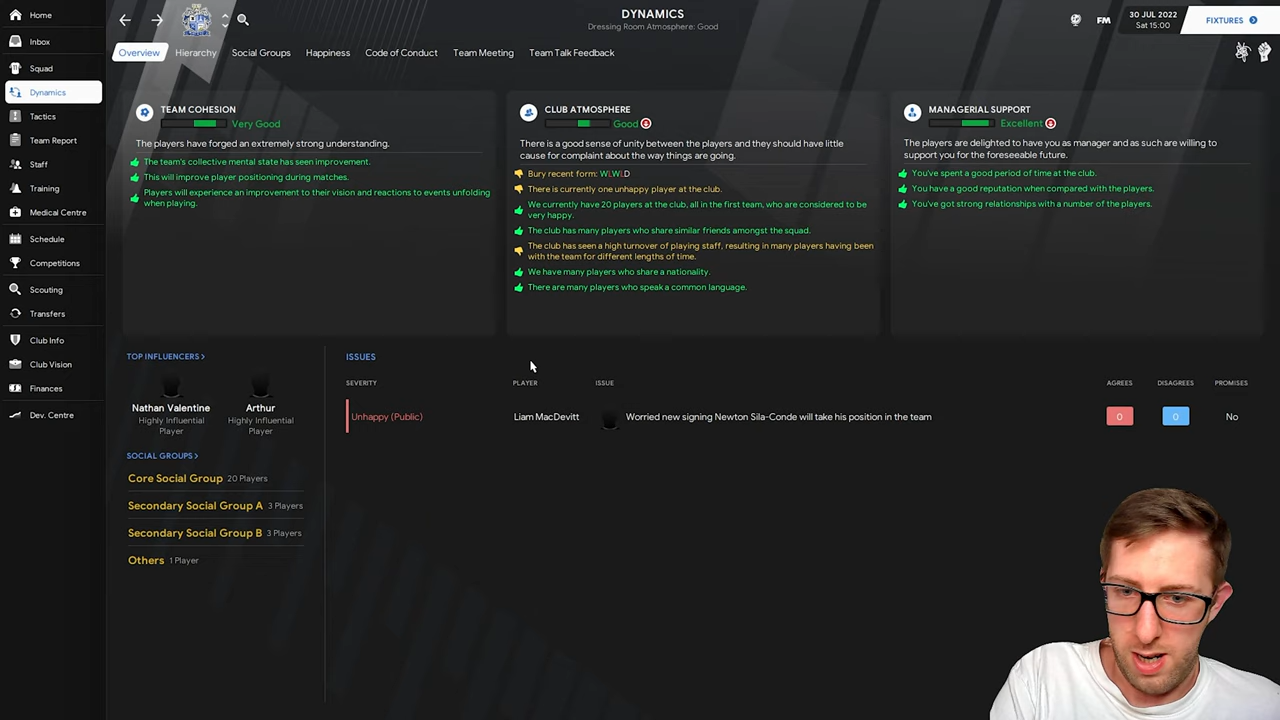 Home
Inbox
Squad
Dynamics
Tactics
Team Report
Staff
Training
Medical Centre
Schedule
Competitions
Scouting
Transfers
Club Info
Club Vision
Finances
Dev. Centre
DYNAMICS
Dressing Room Atmosphere: Good
FM
30 JUL 2022
Sat 15:00
FIXTURES
Overview
Hierarchy
Social Groups
Happiness
Code of Conduct
Team Meeting
Team Talk Feedback
TEAM COHESION
Very Good
The players have forged an extremely strong understanding.
The team's collective mental state has seen improvement.
This will improve player positioning during matches.
Players will experience an improvement to their vision and reactions to events unfolding
when playing.
CLUB ATMOSPHERE
Good
There is a good sense of unity between the players and they should have little
cause for complaint about the way things are going.
Bury recent form: WLWLD
There is currently one unhappy player at the club.
We currently have 20 players at the club, all in the first team, who are considered to be
very happy.
The club has many players who share similar friends amongst the squad.
The club has seen a high turnover of playing staff, resulting in many players having been
with the team for different lengths of time.
We have many players who share a nationality.
There are many players who speak a common language.
MANAGERIAL SUPPORT
Excellent
The players are delighted to have you as manager and as such are willing to
support you for the foreseeable future.
You've spent a good period of time at the club.
You have a good reputation when compared with the players.
You've got strong relationships with a number of the players.
TOP INFLUENCERS >
Nathan Valentine
Highly Influential
Player
Arthur
Highly Influential
Player
SOCIAL GROUPS >
Core Social Group 20 Players
Secondary Social Group A 3 Players
Secondary Social Group B 3 Players
Others 1 Player
ISSUES
SEVERITY PLAYER ISSUE AGREES DISAGREES PROMISES
Unhappy (Public) Liam MacDevitt Worried new signing Newton Sila-Conde will take his position in the team 0 0 No